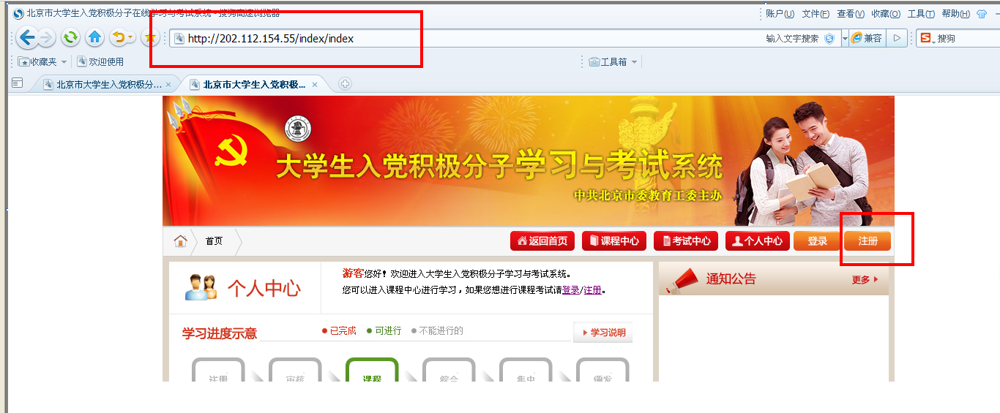 北京市大学生入党积极分子在线学习与考试系统 - 搜狗高速浏览器
账户(U) 文件(F) 查看(V) 收藏(O) 工具(T) 帮助(H)
http://202.112.154.55/index/index
输入文字搜索
兼容
搜狗
收藏夹
欢迎使用
工具箱
北京市大学生入党积极分...
北京市大学生入党积极...
大学生入党积极分子学习与考试系统
中共北京市委教育工委主办
首页
返回首页
课程中心
考试中心
个人中心
登录
注册
个人中心
游客您好！欢迎进入大学生入党积极分子学习与考试系统。
您可以进入课程中心进行学习，如果您想进行课程考试请登录/注册。
通知公告
更多
学习进度示意
已完成
可进行
不能进行的
学习说明
注册
审核
课程
综合
集中
颁发